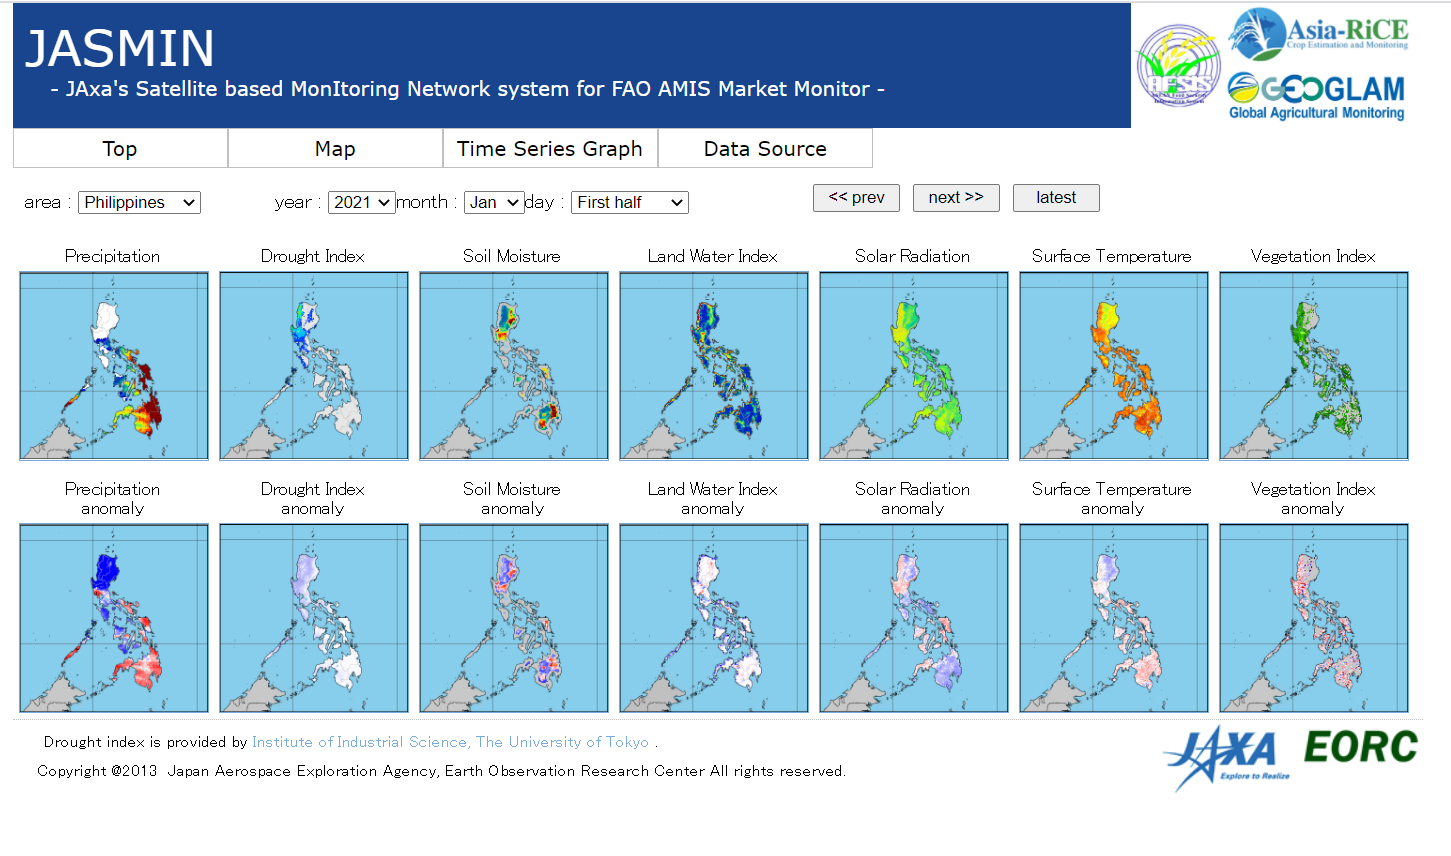 JASMIN
- JAxa's Satellite based MonItoring Network system for FAO AMIS Market Monitor -
Asia-RiCE
Crop Estimation and Monitoring
GEOGLAM
Global Agricultural Monitoring
Top Map Time Series Graph Data Source
area : Philippines year : 2021 month : Jan day : First half << prev next >> latest
Precipitation Drought Index Soil Moisture Land Water Index Solar Radiation Surface Temperature Vegetation Index
Precipitation Drought Index Soil Moisture Land Water Index Solar Radiation Surface Temperature Vegetation Index
anomaly anomaly anomaly anomaly anomaly anomaly anomaly
Drought index is provided by Institute of Industrial Science, The University of Tokyo .
Copyright @2013 Japan Aerospace Exploration Agency, Earth Observation Research Center All rights reserved.
JAXA
Explore to Realize
EORC